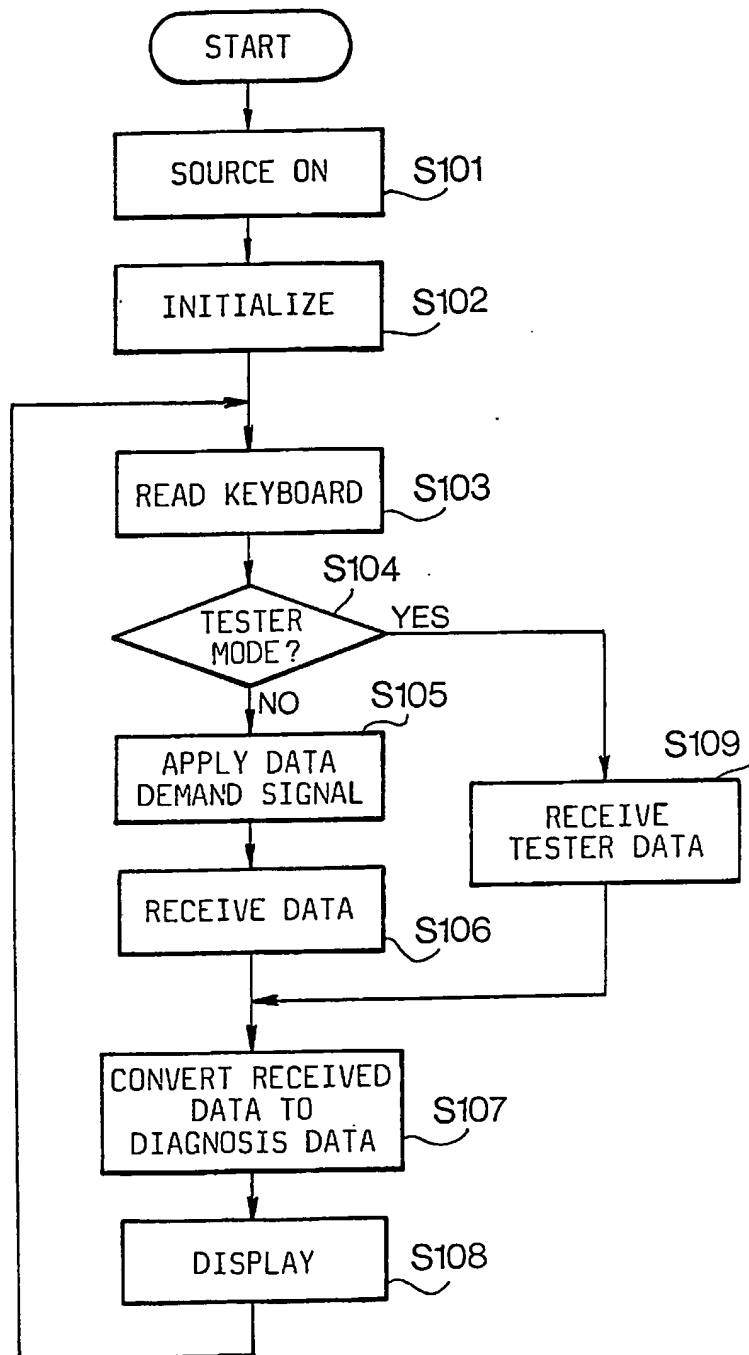 START
SOURCE ON
S101
INITIALIZE
S102
READ KEYBOARD
S103
S104
TESTER
MODE?
YES
NO
S105
APPLY DATA
DEMAND SIGNAL
S109
RECEIVE
TESTER DATA
RECEIVE DATA
S106
CONVERT RECEIVED
DATA TO
DIAGNOSIS DATA
S107
DISPLAY
S108